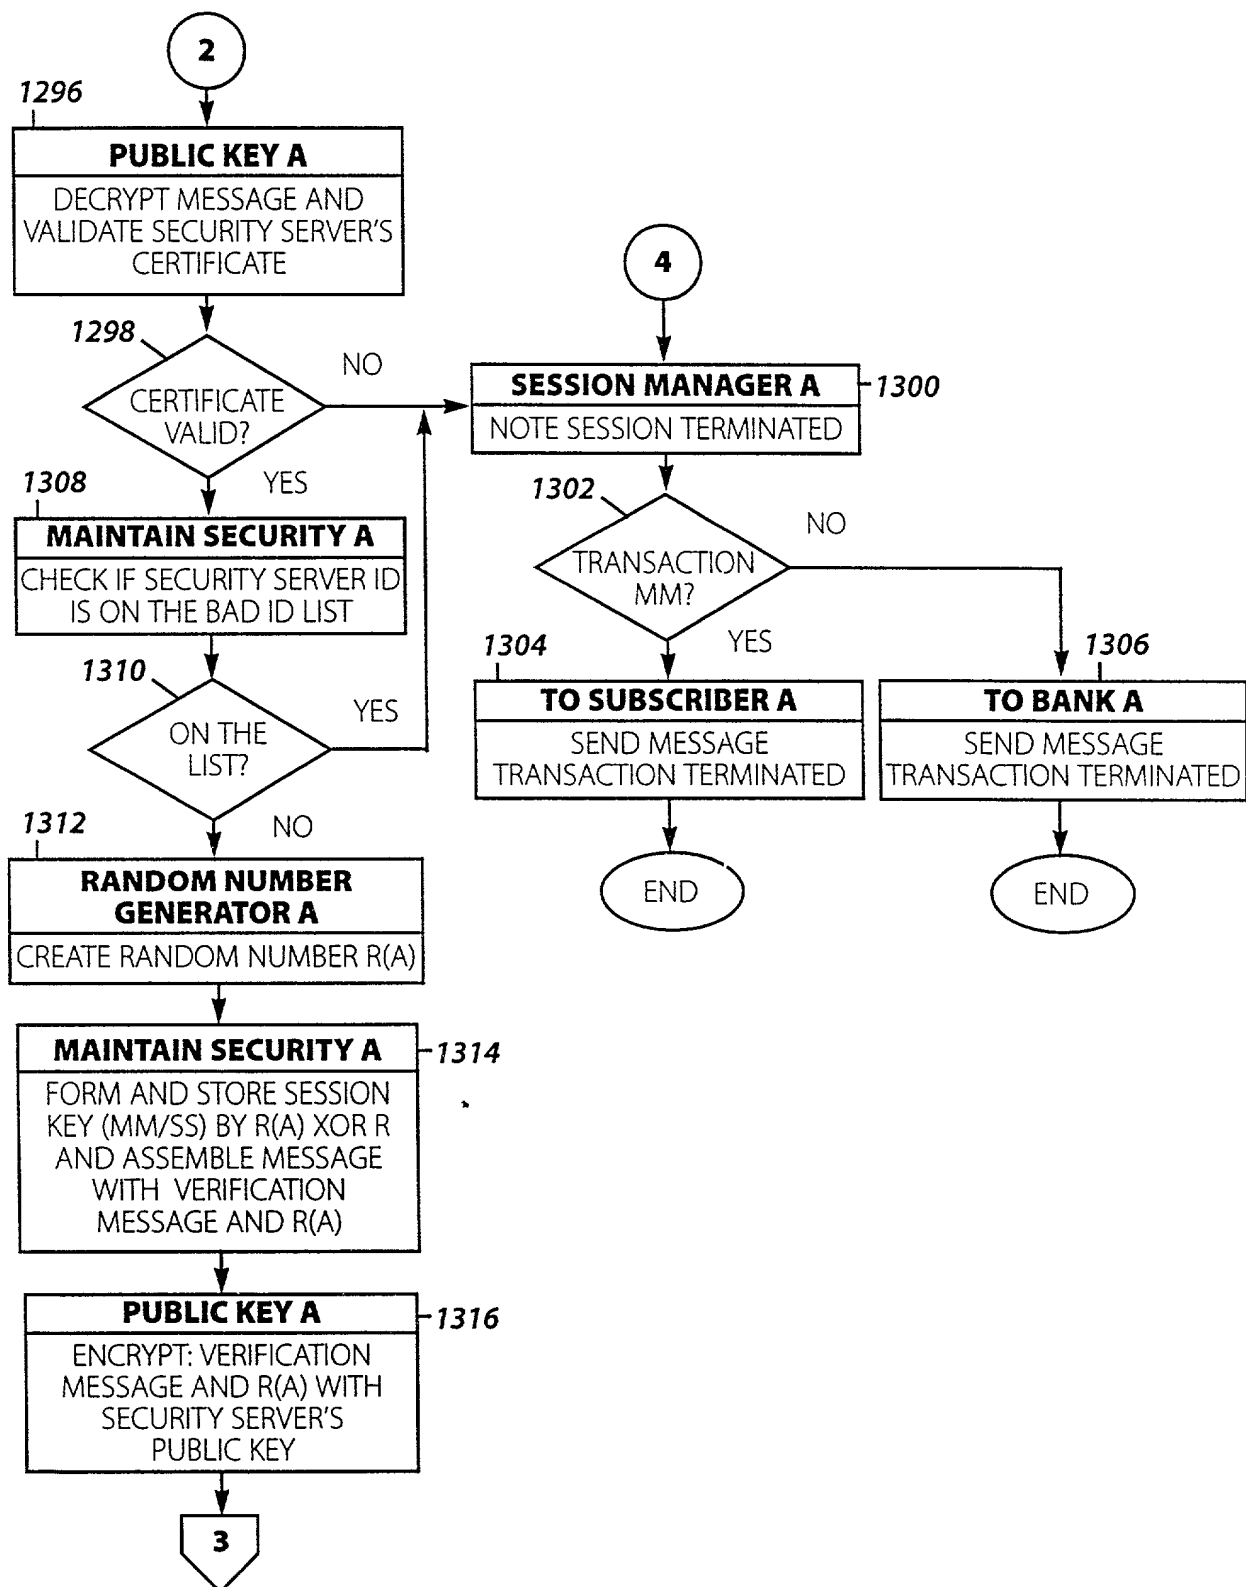 2
1296
PUBLIC KEY A
DECRYPT MESSAGE AND
VALIDATE SECURITY SERVER'S
CERTIFICATE
1298
CERTIFICATE
VALID?
NO
YES
1308
MAINTAIN SECURITY A
CHECK IF SECURITY SERVER ID
IS ON THE BAD ID LIST
1310
ON THE
LIST?
YES
NO
1312
RANDOM NUMBER
GENERATOR A
CREATE RANDOM NUMBER R(A)
MAINTAIN SECURITY A
1314
FORM AND STORE SESSION
KEY (MM/SS) BY R(A) XOR R
AND ASSEMBLE MESSAGE
WITH VERIFICATION
MESSAGE AND R(A)
PUBLIC KEY A
1316
ENCRYPT: VERIFICATION
MESSAGE AND R(A) WITH
SECURITY SERVER'S
PUBLIC KEY
3
4
SESSION MANAGER A
1300
NOTE SESSION TERMINATED
1302
TRANSACTION
MM?
NO
YES
1304
TO SUBSCRIBER A
SEND MESSAGE
TRANSACTION TERMINATED
END
1306
TO BANK A
SEND MESSAGE
TRANSACTION TERMINATED
END